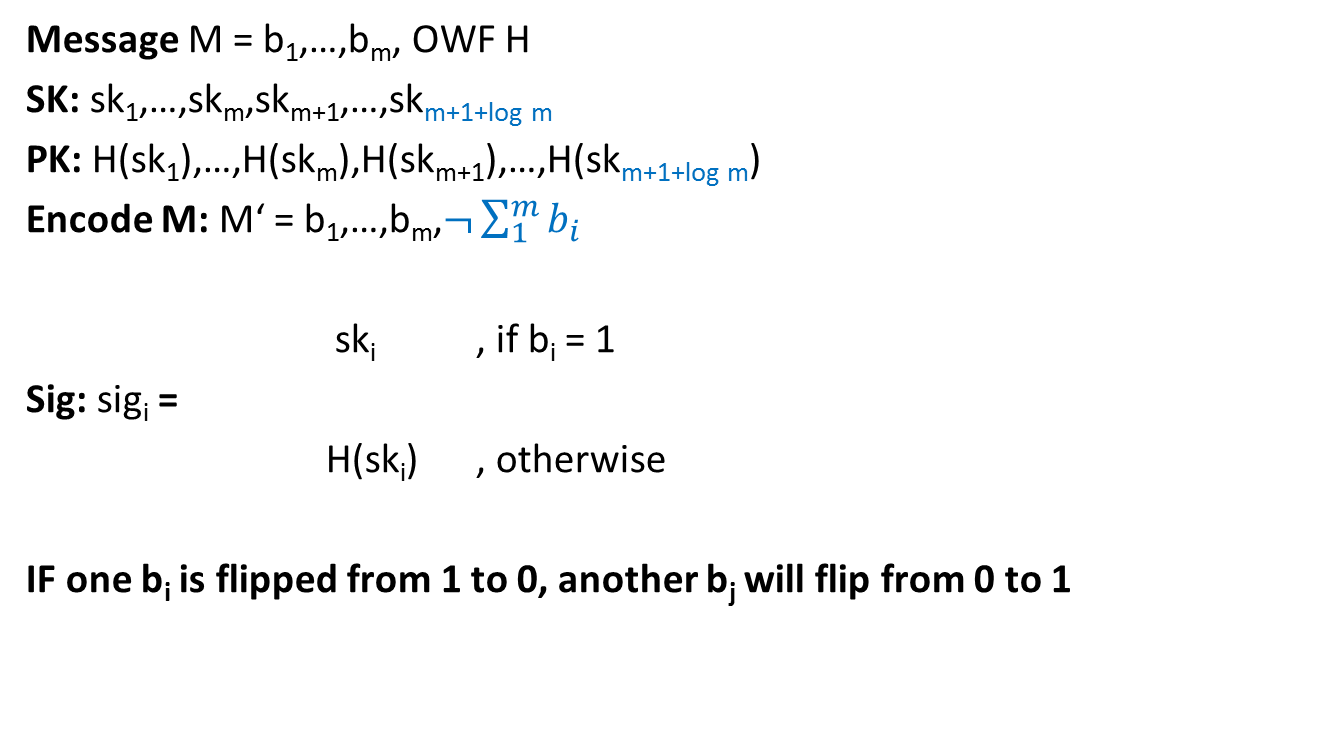 Message M = b₁,…,bₘ, OWF H
SK: sk₁,…,skₘ,skₘ₊₁,…,skₘ₊₁₊log m
PK: H(sk₁),…,H(skₘ),H(skₘ₊₁),…,H(skₘ₊₁₊log m)
Encode M: M‘ = b₁,…,bₘ,¬ ∑₁ᵐ bᵢ
skᵢ , if bᵢ = 1
Sig: sigᵢ =
H(skᵢ) , otherwise
IF one bᵢ is flipped from 1 to 0, another bⱼ will flip from 0 to 1